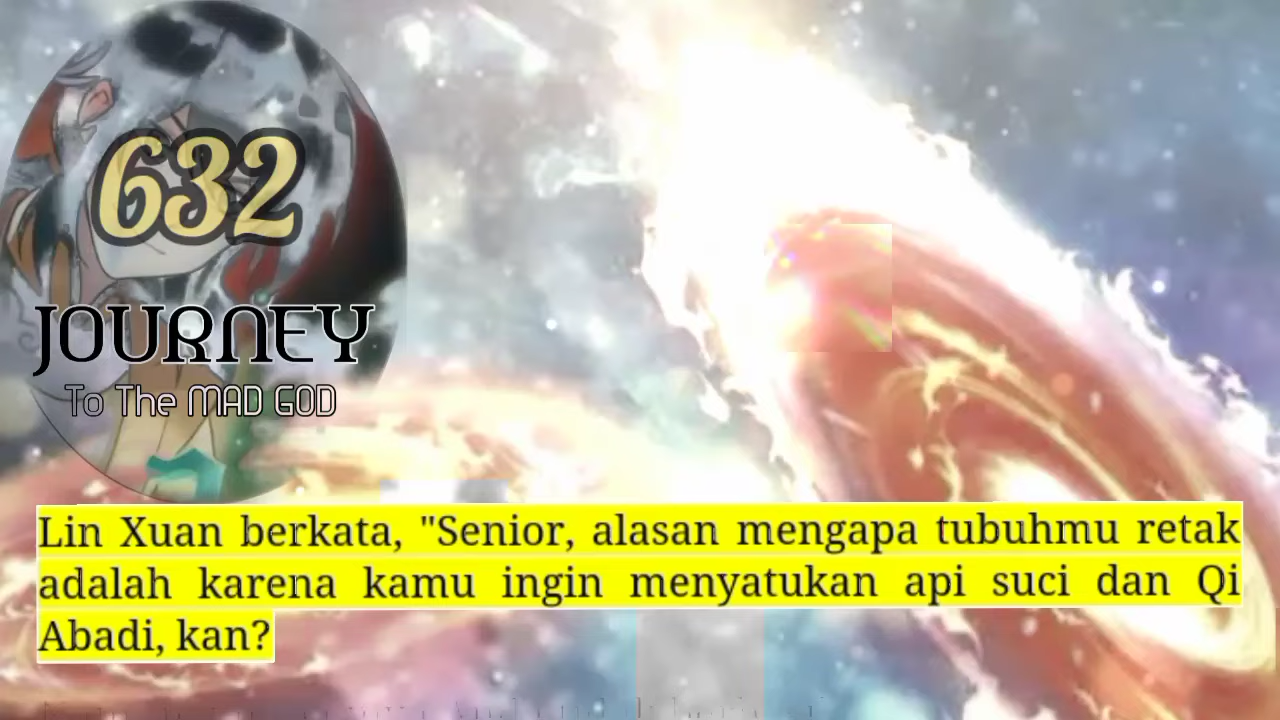 632
JOURNEY
To The MAD GOD
Lin Xuan berkata, "Senior, alasan mengapa tubuhmu retak
adalah karena kamu ingin menyatukan api suci dan Qi
Abadi, kan?